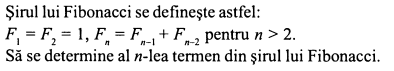 Şirul lui Fibonacci se defineşte astfel:
F₁ = F₂ = 1, Fₙ = Fₙ₋₁ + Fₙ₋₂ pentru n > 2.
Să se determine al n-lea termen din şirul lui Fibonacci.